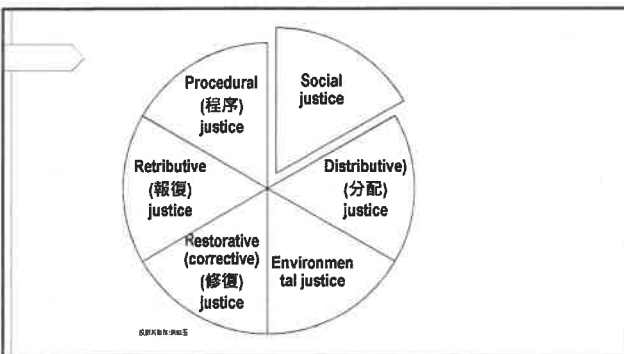 Procedural
(程序)
justice
Social
justice
Retributive
(報復)
justice
Distributive)
(分配)
justice
Restorative
(corrective)
(修復)
justice
Environmen
tal justice